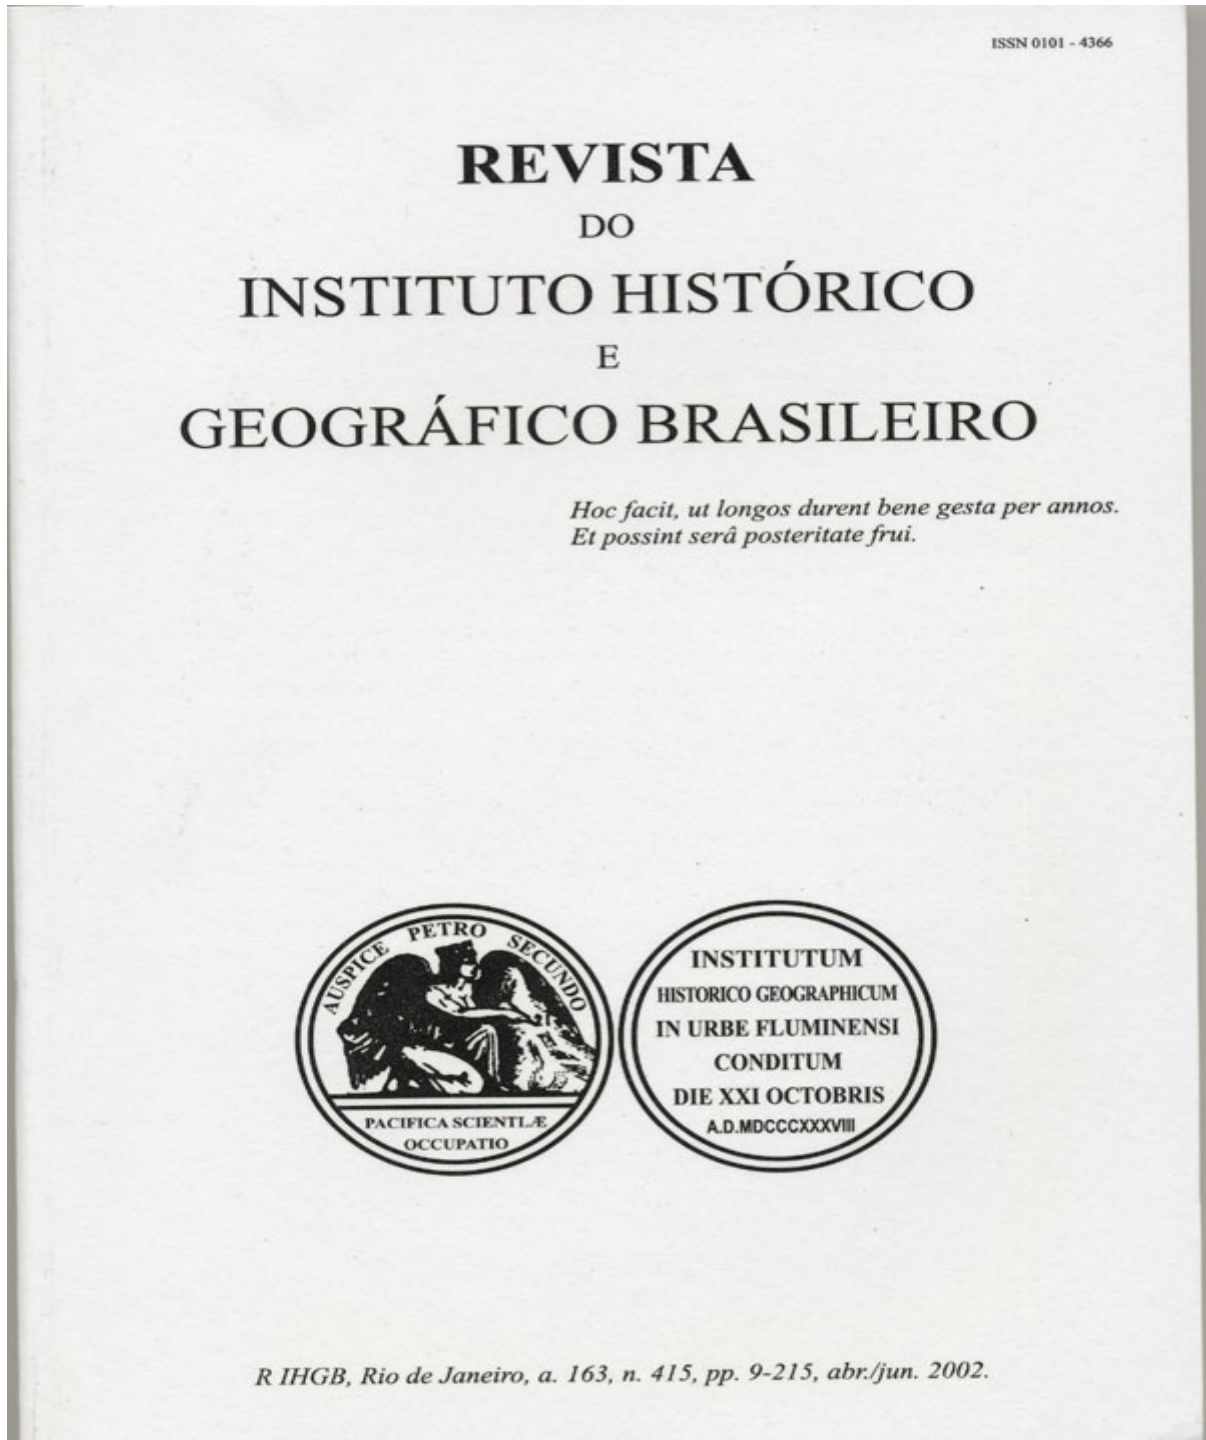 ISSN 0101 - 4366
REVISTA
DO
INSTITUTO HISTÓRICO
E
GEOGRÁFICO BRASILEIRO
Hoc facit, ut longos durent bene gesta per annos.
Et possint serâ posteritate frui.
AUSPICE PETRO SECUNDO
PACIFICA SCIENTIÆ
OCCUPATIO
INSTITUTUM
HISTORICO GEOGRAPHICUM
IN URBE FLUMINENSI
CONDITUM
DIE XXI OCTOBRIS
A.D.MDCCCXXXVIII
R IHGB, Rio de Janeiro, a. 163, n. 415, pp. 9-215, abr./jun. 2002.